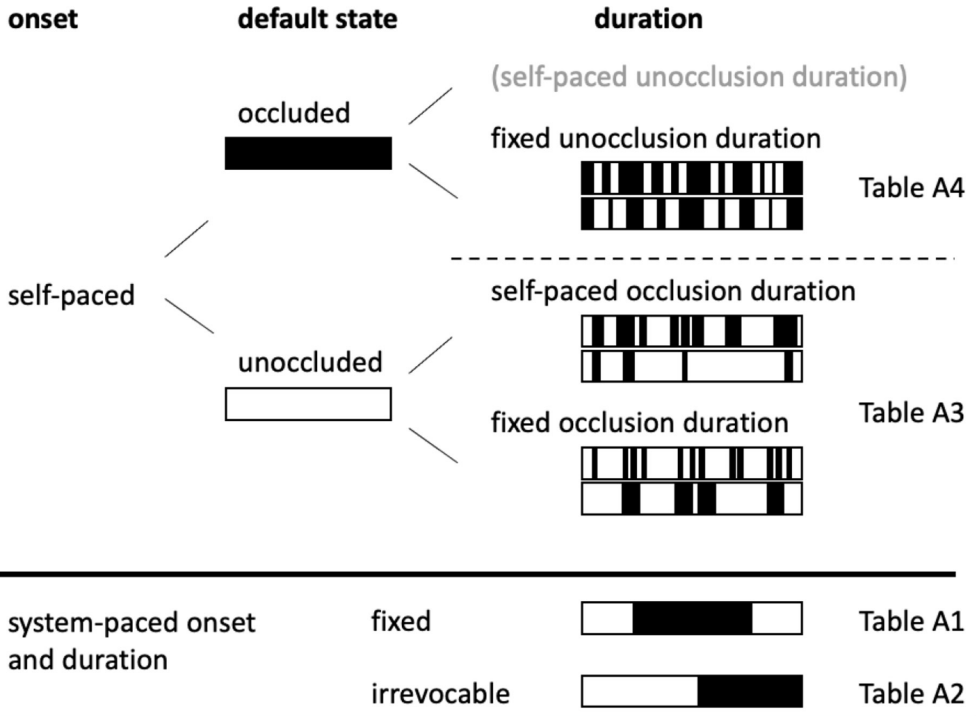 onset default state duration
(self-paced unocclusion duration)
occluded
fixed unocclusion duration
Table A4
self-paced
self-paced occlusion duration
unoccluded
Table A3
fixed occlusion duration
system-paced onset
and duration
fixed
Table A1
irrevocable
Table A2